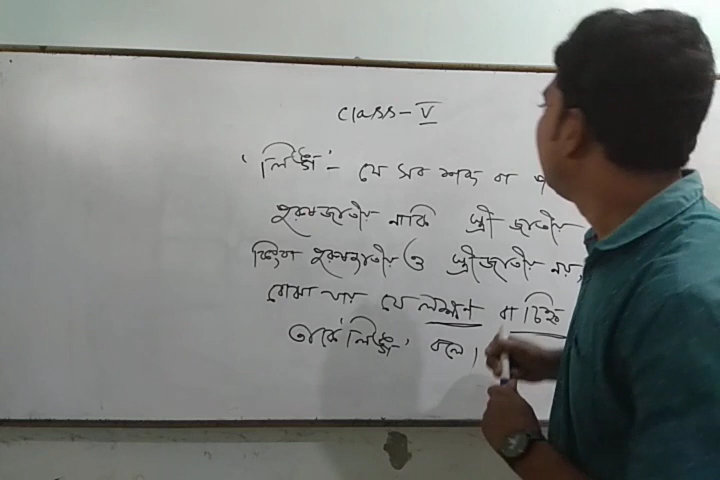 Class - V
'লিঙ্গ' - যে সব শব্দ বা
পুরুষজাতীয় নাকি স্ত্রী জাতীয়
কিংবা পুরুষজাতীয় ও স্ত্রীজাতীয় নয়,
বোঝা যায় যে লক্ষণ বা চিহ্ন
তাকে 'লিঙ্গ' বলে।